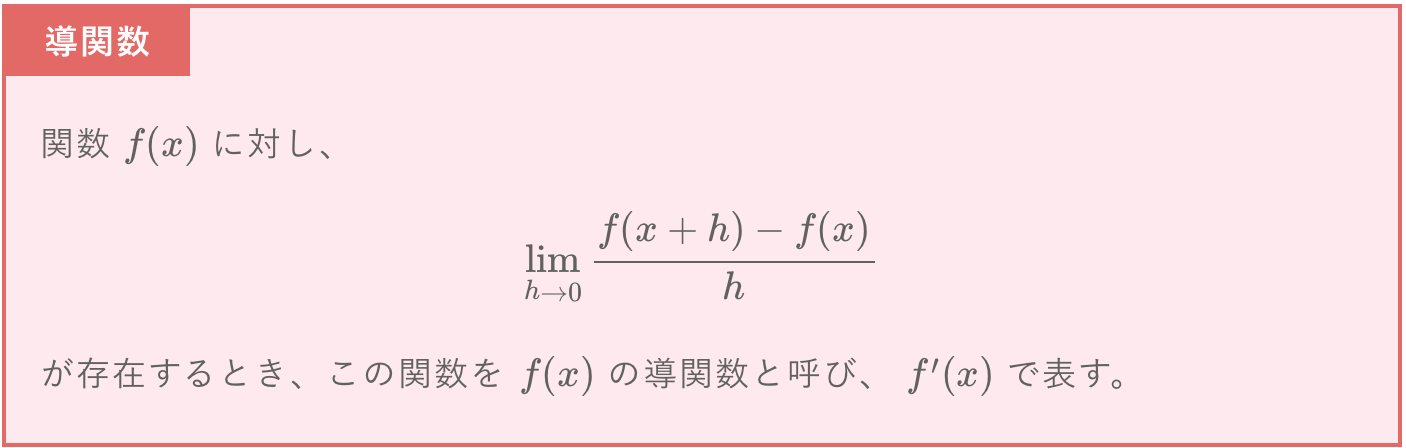 導関数
関数 f(x) に対し、
lim_{h→0} \frac{f(x + h) − f(x)}{h}
が存在するとき、この関数を f(x) の導関数と呼び、 f′(x) で表す。